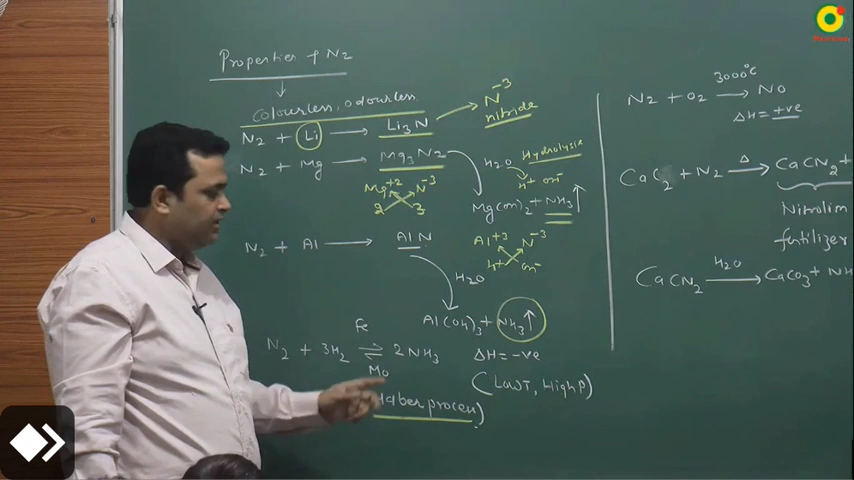 Properties of N2
↓
Colourless, odourless
N2 + Li → Li3N → N-3
nitride
N2 + Mg → Mg3N2
H2O Hydrolysis
H+ OH-
Mg+2 N-3
2 3
Mg(OH)2 + NH3 ↑
N2 + Al → AlN
Al+3 N-3
H+ OH-
H2O
Al(OH)3 + NH3 ↑
Fe
N2 + 3H2 ⇌ 2NH3 ΔH = -ve
Mo
(Low T, High P)
Haber process)
3000°C
N2 + O2 → NO
ΔH = +ve
Δ
CaC2 + N2 → CaCN2 +
Nitrolim
fertilizer
H2O
CaCN2 → CaCO3 + NH